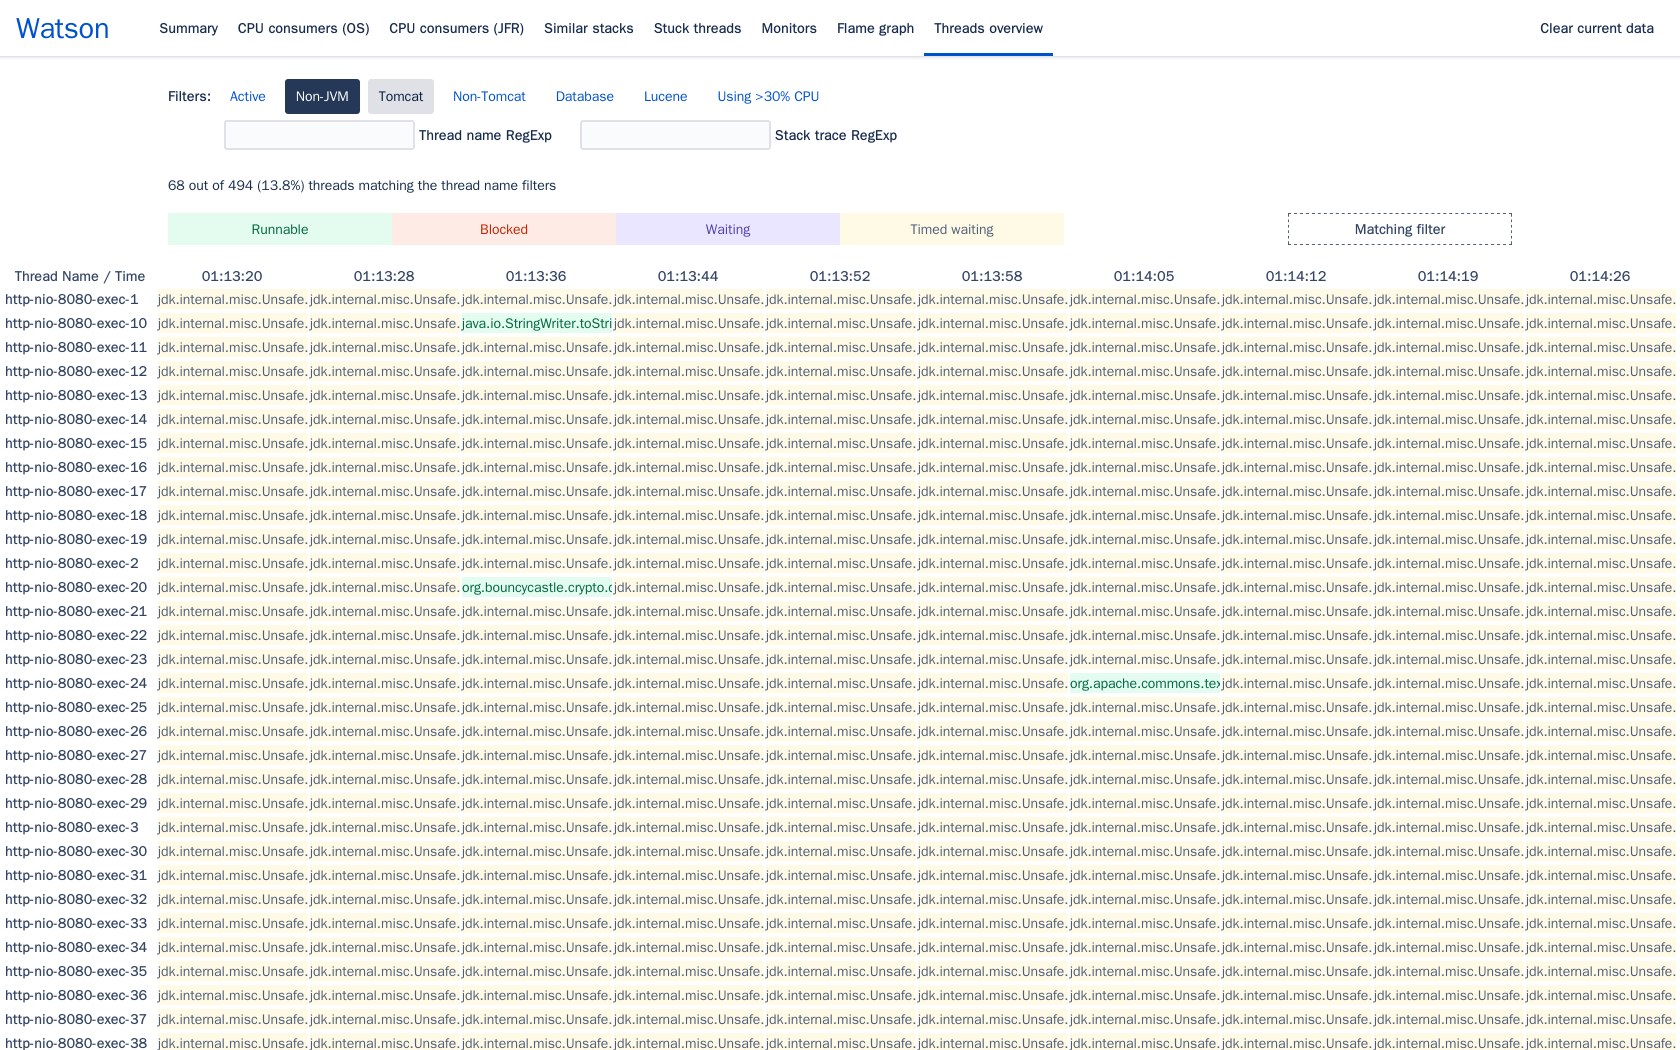 Watson Summary CPU consumers (OS) CPU consumers (JFR) Similar stacks Stuck threads Monitors Flame graph Threads overview Clear current data
Filters: Active Non-JVM Tomcat Non-Tomcat Database Lucene Using >30% CPU
Thread name RegExp Stack trace RegExp
68 out of 494 (13.8%) threads matching the thread name filters
Runnable Blocked Waiting Timed waiting Matching filter
Thread Name / Time 01:13:20 01:13:28 01:13:36 01:13:44 01:13:52 01:13:58 01:14:05 01:14:12 01:14:19 01:14:26
http-nio-8080-exec-1 jdk.internal.misc.Unsafe. jdk.internal.misc.Unsafe. jdk.internal.misc.Unsafe. jdk.internal.misc.Unsafe. jdk.internal.misc.Unsafe. jdk.internal.misc.Unsafe. jdk.internal.misc.Unsafe. jdk.internal.misc.Unsafe. jdk.internal.misc.Unsafe. jdk.internal.misc.Unsafe.
http-nio-8080-exec-10 jdk.internal.misc.Unsafe. jdk.internal.misc.Unsafe. java.io.StringWriter.toStri jdk.internal.misc.Unsafe. jdk.internal.misc.Unsafe. jdk.internal.misc.Unsafe. jdk.internal.misc.Unsafe. jdk.internal.misc.Unsafe. jdk.internal.misc.Unsafe. jdk.internal.misc.Unsafe.
http-nio-8080-exec-11 jdk.internal.misc.Unsafe. jdk.internal.misc.Unsafe. jdk.internal.misc.Unsafe. jdk.internal.misc.Unsafe. jdk.internal.misc.Unsafe. jdk.internal.misc.Unsafe. jdk.internal.misc.Unsafe. jdk.internal.misc.Unsafe. jdk.internal.misc.Unsafe. jdk.internal.misc.Unsafe.
http-nio-8080-exec-12 jdk.internal.misc.Unsafe. jdk.internal.misc.Unsafe. jdk.internal.misc.Unsafe. jdk.internal.misc.Unsafe. jdk.internal.misc.Unsafe. jdk.internal.misc.Unsafe. jdk.internal.misc.Unsafe. jdk.internal.misc.Unsafe. jdk.internal.misc.Unsafe. jdk.internal.misc.Unsafe.
http-nio-8080-exec-13 jdk.internal.misc.Unsafe. jdk.internal.misc.Unsafe. jdk.internal.misc.Unsafe. jdk.internal.misc.Unsafe. jdk.internal.misc.Unsafe. jdk.internal.misc.Unsafe. jdk.internal.misc.Unsafe. jdk.internal.misc.Unsafe. jdk.internal.misc.Unsafe. jdk.internal.misc.Unsafe.
http-nio-8080-exec-14 jdk.internal.misc.Unsafe. jdk.internal.misc.Unsafe. jdk.internal.misc.Unsafe. jdk.internal.misc.Unsafe. jdk.internal.misc.Unsafe. jdk.internal.misc.Unsafe. jdk.internal.misc.Unsafe. jdk.internal.misc.Unsafe. jdk.internal.misc.Unsafe. jdk.internal.misc.Unsafe.
http-nio-8080-exec-15 jdk.internal.misc.Unsafe. jdk.internal.misc.Unsafe. jdk.internal.misc.Unsafe. jdk.internal.misc.Unsafe. jdk.internal.misc.Unsafe. jdk.internal.misc.Unsafe. jdk.internal.misc.Unsafe. jdk.internal.misc.Unsafe. jdk.internal.misc.Unsafe. jdk.internal.misc.Unsafe.
http-nio-8080-exec-16 jdk.internal.misc.Unsafe. jdk.internal.misc.Unsafe. jdk.internal.misc.Unsafe. jdk.internal.misc.Unsafe. jdk.internal.misc.Unsafe. jdk.internal.misc.Unsafe. jdk.internal.misc.Unsafe. jdk.internal.misc.Unsafe. jdk.internal.misc.Unsafe. jdk.internal.misc.Unsafe.
http-nio-8080-exec-17 jdk.internal.misc.Unsafe. jdk.internal.misc.Unsafe. jdk.internal.misc.Unsafe. jdk.internal.misc.Unsafe. jdk.internal.misc.Unsafe. jdk.internal.misc.Unsafe. jdk.internal.misc.Unsafe. jdk.internal.misc.Unsafe. jdk.internal.misc.Unsafe. jdk.internal.misc.Unsafe.
http-nio-8080-exec-18 jdk.internal.misc.Unsafe. jdk.internal.misc.Unsafe. jdk.internal.misc.Unsafe. jdk.internal.misc.Unsafe. jdk.internal.misc.Unsafe. jdk.internal.misc.Unsafe. jdk.internal.misc.Unsafe. jdk.internal.misc.Unsafe. jdk.internal.misc.Unsafe. jdk.internal.misc.Unsafe.
http-nio-8080-exec-19 jdk.internal.misc.Unsafe. jdk.internal.misc.Unsafe. jdk.internal.misc.Unsafe. jdk.internal.misc.Unsafe. jdk.internal.misc.Unsafe. jdk.internal.misc.Unsafe. jdk.internal.misc.Unsafe. jdk.internal.misc.Unsafe. jdk.internal.misc.Unsafe. jdk.internal.misc.Unsafe.
http-nio-8080-exec-2 jdk.internal.misc.Unsafe. jdk.internal.misc.Unsafe. jdk.internal.misc.Unsafe. jdk.internal.misc.Unsafe. jdk.internal.misc.Unsafe. jdk.internal.misc.Unsafe. jdk.internal.misc.Unsafe. jdk.internal.misc.Unsafe. jdk.internal.misc.Unsafe. jdk.internal.misc.Unsafe.
http-nio-8080-exec-20 jdk.internal.misc.Unsafe. jdk.internal.misc.Unsafe. org.bouncycastle.crypto. jdk.internal.misc.Unsafe. jdk.internal.misc.Unsafe. jdk.internal.misc.Unsafe. jdk.internal.misc.Unsafe. jdk.internal.misc.Unsafe. jdk.internal.misc.Unsafe. jdk.internal.misc.Unsafe.
http-nio-8080-exec-21 jdk.internal.misc.Unsafe. jdk.internal.misc.Unsafe. jdk.internal.misc.Unsafe. jdk.internal.misc.Unsafe. jdk.internal.misc.Unsafe. jdk.internal.misc.Unsafe. jdk.internal.misc.Unsafe. jdk.internal.misc.Unsafe. jdk.internal.misc.Unsafe. jdk.internal.misc.Unsafe.
http-nio-8080-exec-22 jdk.internal.misc.Unsafe. jdk.internal.misc.Unsafe. jdk.internal.misc.Unsafe. jdk.internal.misc.Unsafe. jdk.internal.misc.Unsafe. jdk.internal.misc.Unsafe. jdk.internal.misc.Unsafe. jdk.internal.misc.Unsafe. jdk.internal.misc.Unsafe. jdk.internal.misc.Unsafe.
http-nio-8080-exec-23 jdk.internal.misc.Unsafe. jdk.internal.misc.Unsafe. jdk.internal.misc.Unsafe. jdk.internal.misc.Unsafe. jdk.internal.misc.Unsafe. jdk.internal.misc.Unsafe. jdk.internal.misc.Unsafe. jdk.internal.misc.Unsafe. jdk.internal.misc.Unsafe. jdk.internal.misc.Unsafe.
http-nio-8080-exec-24 jdk.internal.misc.Unsafe. jdk.internal.misc.Unsafe. jdk.internal.misc.Unsafe. jdk.internal.misc.Unsafe. jdk.internal.misc.Unsafe. jdk.internal.misc.Unsafe. org.apache.commons.tex jdk.internal.misc.Unsafe. jdk.internal.misc.Unsafe. jdk.internal.misc.Unsafe.
http-nio-8080-exec-25 jdk.internal.misc.Unsafe. jdk.internal.misc.Unsafe. jdk.internal.misc.Unsafe. jdk.internal.misc.Unsafe. jdk.internal.misc.Unsafe. jdk.internal.misc.Unsafe. jdk.internal.misc.Unsafe. jdk.internal.misc.Unsafe. jdk.internal.misc.Unsafe. jdk.internal.misc.Unsafe.
http-nio-8080-exec-26 jdk.internal.misc.Unsafe. jdk.internal.misc.Unsafe. jdk.internal.misc.Unsafe. jdk.internal.misc.Unsafe. jdk.internal.misc.Unsafe. jdk.internal.misc.Unsafe. jdk.internal.misc.Unsafe. jdk.internal.misc.Unsafe. jdk.internal.misc.Unsafe. jdk.internal.misc.Unsafe.
http-nio-8080-exec-27 jdk.internal.misc.Unsafe. jdk.internal.misc.Unsafe. jdk.internal.misc.Unsafe. jdk.internal.misc.Unsafe. jdk.internal.misc.Unsafe. jdk.internal.misc.Unsafe. jdk.internal.misc.Unsafe. jdk.internal.misc.Unsafe. jdk.internal.misc.Unsafe. jdk.internal.misc.Unsafe.
http-nio-8080-exec-28 jdk.internal.misc.Unsafe. jdk.internal.misc.Unsafe. jdk.internal.misc.Unsafe. jdk.internal.misc.Unsafe. jdk.internal.misc.Unsafe. jdk.internal.misc.Unsafe. jdk.internal.misc.Unsafe. jdk.internal.misc.Unsafe. jdk.internal.misc.Unsafe. jdk.internal.misc.Unsafe.
http-nio-8080-exec-29 jdk.internal.misc.Unsafe. jdk.internal.misc.Unsafe. jdk.internal.misc.Unsafe. jdk.internal.misc.Unsafe. jdk.internal.misc.Unsafe. jdk.internal.misc.Unsafe. jdk.internal.misc.Unsafe. jdk.internal.misc.Unsafe. jdk.internal.misc.Unsafe. jdk.internal.misc.Unsafe.
http-nio-8080-exec-3 jdk.internal.misc.Unsafe. jdk.internal.misc.Unsafe. jdk.internal.misc.Unsafe. jdk.internal.misc.Unsafe. jdk.internal.misc.Unsafe. jdk.internal.misc.Unsafe. jdk.internal.misc.Unsafe. jdk.internal.misc.Unsafe. jdk.internal.misc.Unsafe. jdk.internal.misc.Unsafe.
http-nio-8080-exec-30 jdk.internal.misc.Unsafe. jdk.internal.misc.Unsafe. jdk.internal.misc.Unsafe. jdk.internal.misc.Unsafe. jdk.internal.misc.Unsafe. jdk.internal.misc.Unsafe. jdk.internal.misc.Unsafe. jdk.internal.misc.Unsafe. jdk.internal.misc.Unsafe. jdk.internal.misc.Unsafe.
http-nio-8080-exec-31 jdk.internal.misc.Unsafe. jdk.internal.misc.Unsafe. jdk.internal.misc.Unsafe. jdk.internal.misc.Unsafe. jdk.internal.misc.Unsafe. jdk.internal.misc.Unsafe. jdk.internal.misc.Unsafe. jdk.internal.misc.Unsafe. jdk.internal.misc.Unsafe. jdk.internal.misc.Unsafe.
http-nio-8080-exec-32 jdk.internal.misc.Unsafe. jdk.internal.misc.Unsafe. jdk.internal.misc.Unsafe. jdk.internal.misc.Unsafe. jdk.internal.misc.Unsafe. jdk.internal.misc.Unsafe. jdk.internal.misc.Unsafe. jdk.internal.misc.Unsafe. jdk.internal.misc.Unsafe. jdk.internal.misc.Unsafe.
http-nio-8080-exec-33 jdk.internal.misc.Unsafe. jdk.internal.misc.Unsafe. jdk.internal.misc.Unsafe. jdk.internal.misc.Unsafe. jdk.internal.misc.Unsafe. jdk.internal.misc.Unsafe. jdk.internal.misc.Unsafe. jdk.internal.misc.Unsafe. jdk.internal.misc.Unsafe. jdk.internal.misc.Unsafe.
http-nio-8080-exec-34 jdk.internal.misc.Unsafe. jdk.internal.misc.Unsafe. jdk.internal.misc.Unsafe. jdk.internal.misc.Unsafe. jdk.internal.misc.Unsafe. jdk.internal.misc.Unsafe. jdk.internal.misc.Unsafe. jdk.internal.misc.Unsafe. jdk.internal.misc.Unsafe. jdk.internal.misc.Unsafe.
http-nio-8080-exec-35 jdk.internal.misc.Unsafe. jdk.internal.misc.Unsafe. jdk.internal.misc.Unsafe. jdk.internal.misc.Unsafe. jdk.internal.misc.Unsafe. jdk.internal.misc.Unsafe. jdk.internal.misc.Unsafe. jdk.internal.misc.Unsafe. jdk.internal.misc.Unsafe. jdk.internal.misc.Unsafe.
http-nio-8080-exec-36 jdk.internal.misc.Unsafe. jdk.internal.misc.Unsafe. jdk.internal.misc.Unsafe. jdk.internal.misc.Unsafe. jdk.internal.misc.Unsafe. jdk.internal.misc.Unsafe. jdk.internal.misc.Unsafe. jdk.internal.misc.Unsafe. jdk.internal.misc.Unsafe. jdk.internal.misc.Unsafe.
http-nio-8080-exec-37 jdk.internal.misc.Unsafe. jdk.internal.misc.Unsafe. jdk.internal.misc.Unsafe. jdk.internal.misc.Unsafe. jdk.internal.misc.Unsafe. jdk.internal.misc.Unsafe. jdk.internal.misc.Unsafe. jdk.internal.misc.Unsafe. jdk.internal.misc.Unsafe. jdk.internal.misc.Unsafe.
http-nio-8080-exec-38 jdk.internal.misc.Unsafe. jdk.internal.misc.Unsafe. jdk.internal.misc.Unsafe. jdk.internal.misc.Unsafe. jdk.internal.misc.Unsafe. jdk.internal.misc.Unsafe. jdk.internal.misc.Unsafe. jdk.internal.misc.Unsafe. jdk.internal.misc.Unsafe. jdk.internal.misc.Unsafe.